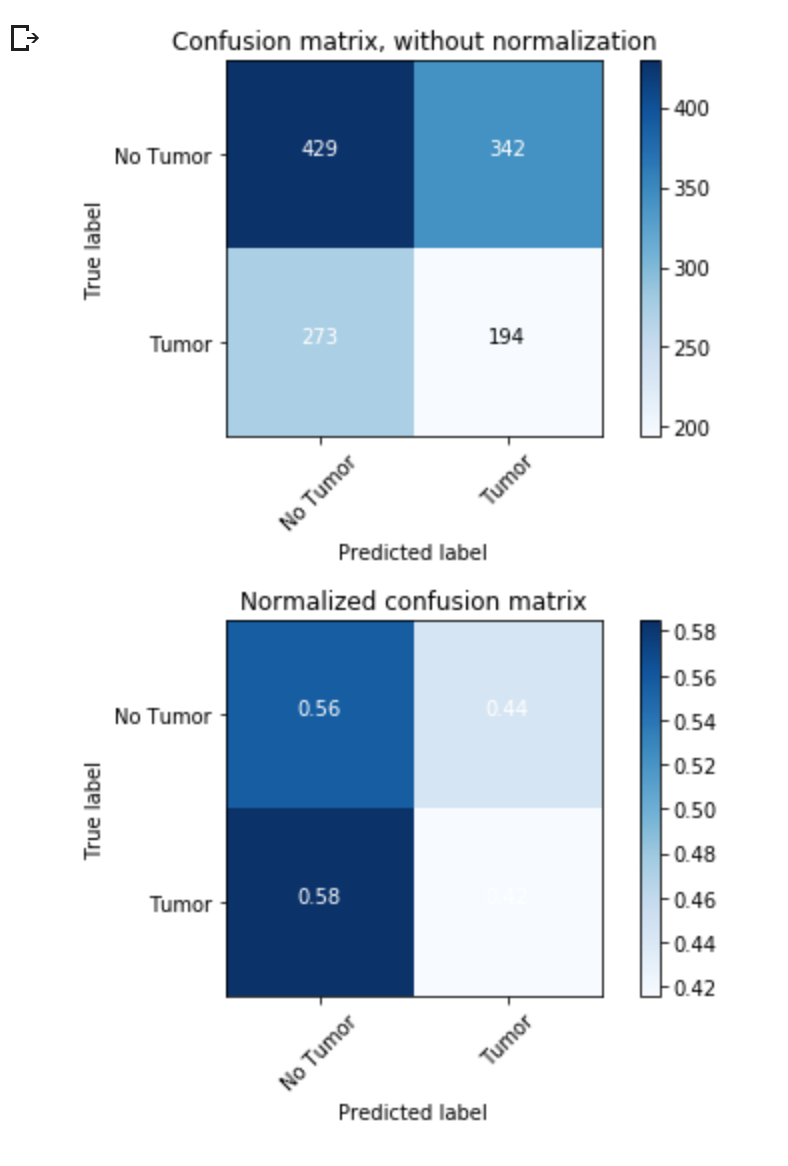 Confusion matrix, without normalization
429 342
No Tumor
273 194
Tumor
True label
400
350
300
250
200
No Tumor
Tumor
Predicted label
Normalized confusion matrix
0.56 0.44
No Tumor
0.58 0.42
Tumor
True label
0.58
0.56
0.54
0.52
0.50
0.48
0.46
0.44
0.42
No Tumor
Tumor
Predicted label